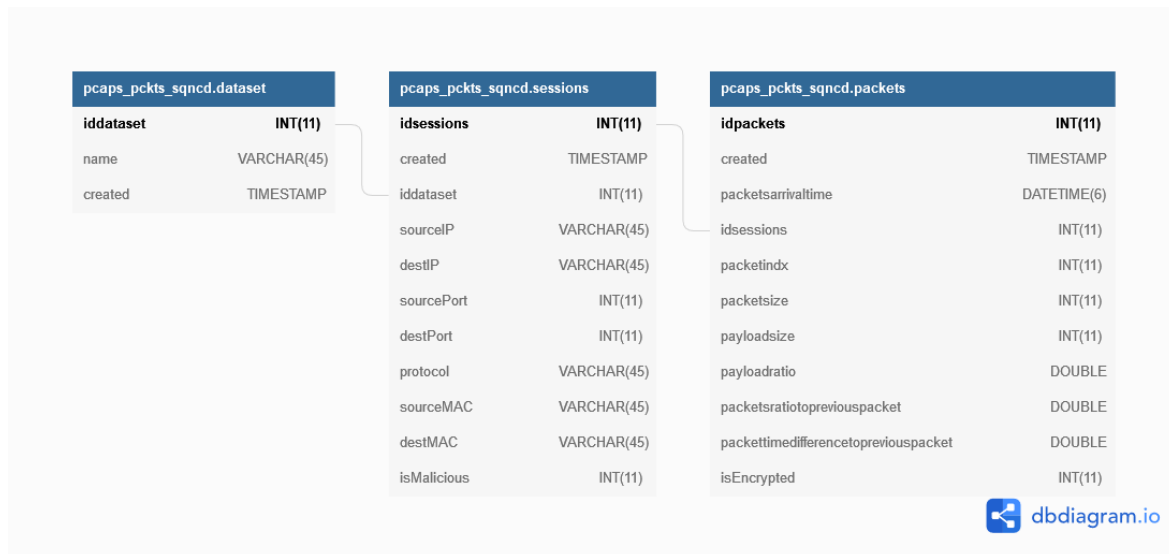 pcaps_pckts_sqncd.dataset
iddataset INT(11)
name VARCHAR(45)
created TIMESTAMP
pcaps_pckts_sqncd.sessions
idsessions INT(11)
created TIMESTAMP
iddataset INT(11)
sourceIP VARCHAR(45)
destIP VARCHAR(45)
sourcePort INT(11)
destPort INT(11)
protocol VARCHAR(45)
sourceMAC VARCHAR(45)
destMAC VARCHAR(45)
isMalicious INT(11)
pcaps_pckts_sqncd.packets
idpackets INT(11)
created TIMESTAMP
packetsarrivaltime DATETIME(6)
idsessions INT(11)
packetindx INT(11)
packetsize INT(11)
payloadsize INT(11)
payloadratio DOUBLE
packetsratiotopreviouspacket DOUBLE
packettimedifferencetopreviouspacket DOUBLE
isEncrypted INT(11)
dbdiagram.io